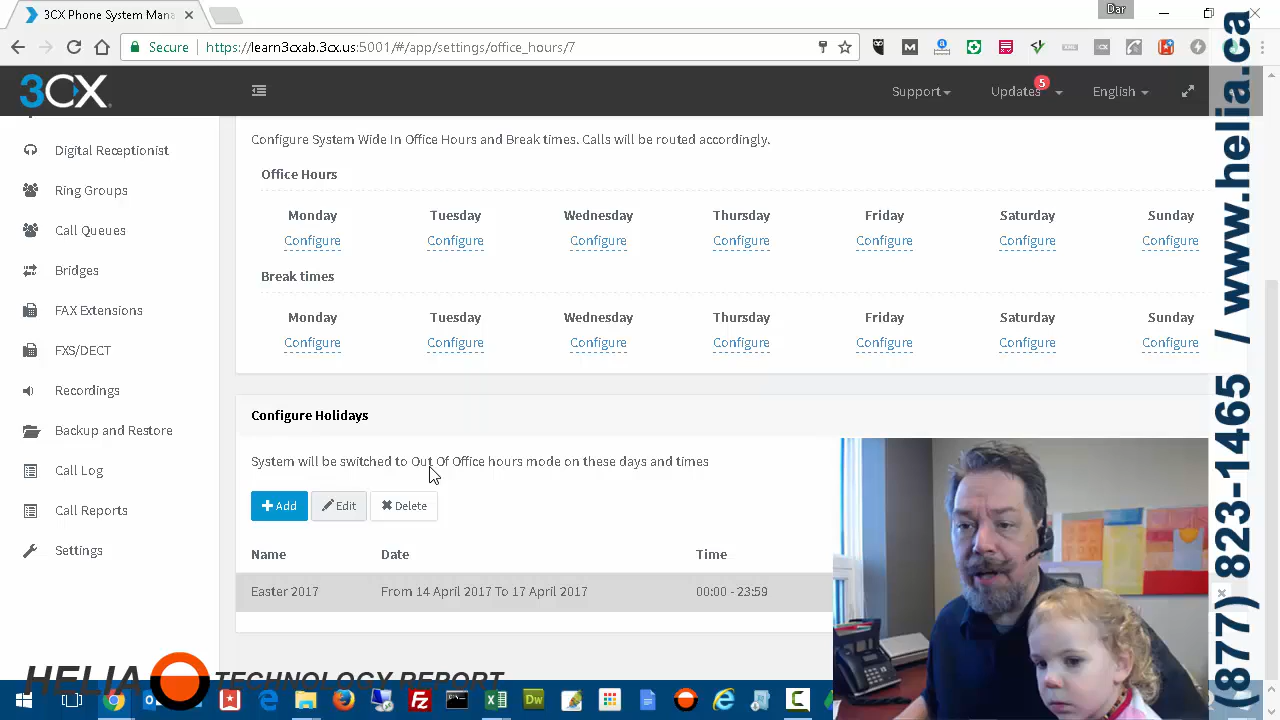 3CX Phone System Mana
Dar
Secure
https://learn3cxab.3cx.us:5001/#/app/settings/office_hours/7
3CX
Support
Updates
5
English
Digital Receptionist
Ring Groups
Call Queues
Bridges
FAX Extensions
FXS/DECT
Recordings
Backup and Restore
Call Log
Call Reports
Settings
Configure System Wide In Office Hours and Break times. Calls will be routed accordingly.
Office Hours
Monday Tuesday Wednesday Thursday Friday Saturday Sunday
Configure Configure Configure Configure Configure Configure Configure
Break times
Monday Tuesday Wednesday Thursday Friday Saturday Sunday
Configure Configure Configure Configure Configure Configure Configure
Configure Holidays
System will be switched to Out Of Office hours mode on these days and times
Add Edit Delete
Name Date Time
Easter 2017 From 14 April 2017 To April 2017 00:00 - 23:59
HELIA TECHNOLOGY REPORT
(877) 823-1465 / www.helia.ca